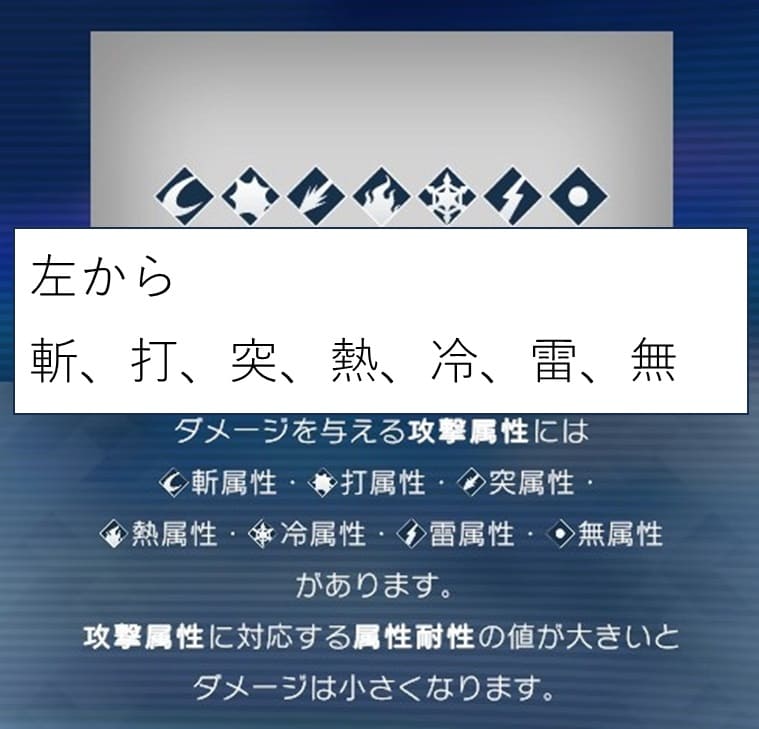 左から
斬、打、突、熱、冷、雷、無
ダメージを与える攻撃属性には
斬属性・打属性・突属性・
熱属性・冷属性・雷属性・無属性
があります。
攻撃属性に対応する属性耐性の値が大きいと
ダメージは小さくなります。